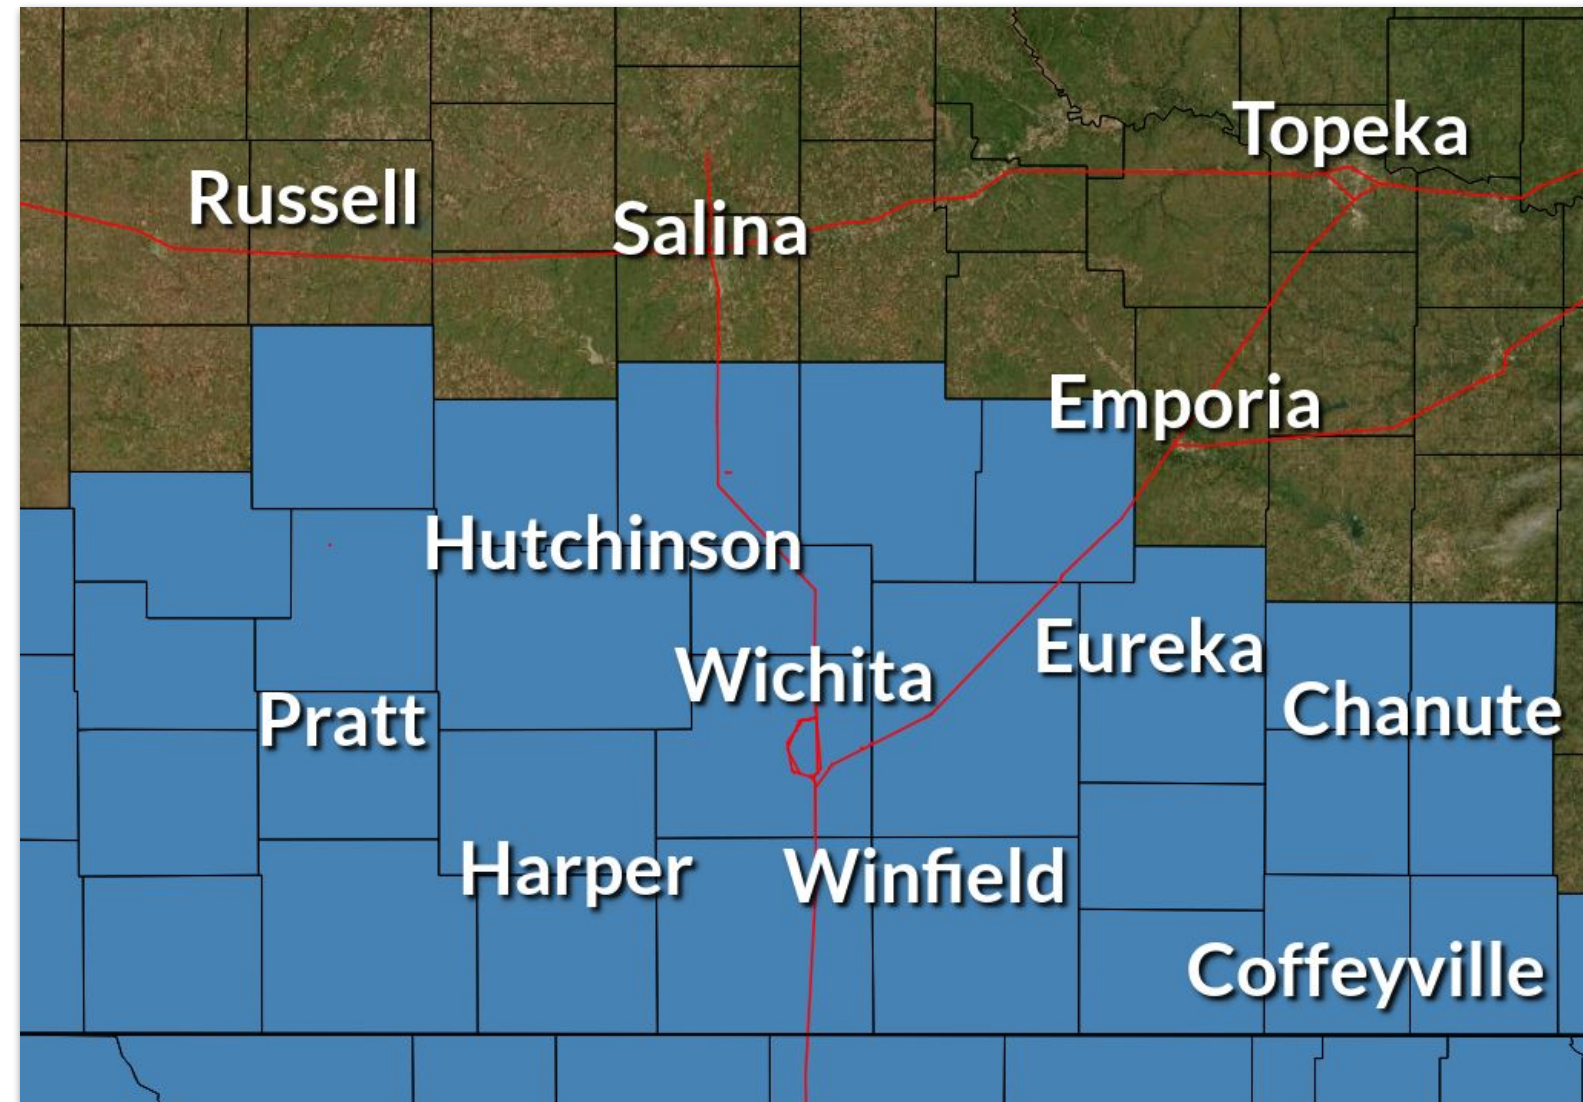 Topeka
Russell
Salina
Emporia
Hutchinson
Eureka
Wichita
Chanute
Pratt
Harper
Winfield
Coffeyville